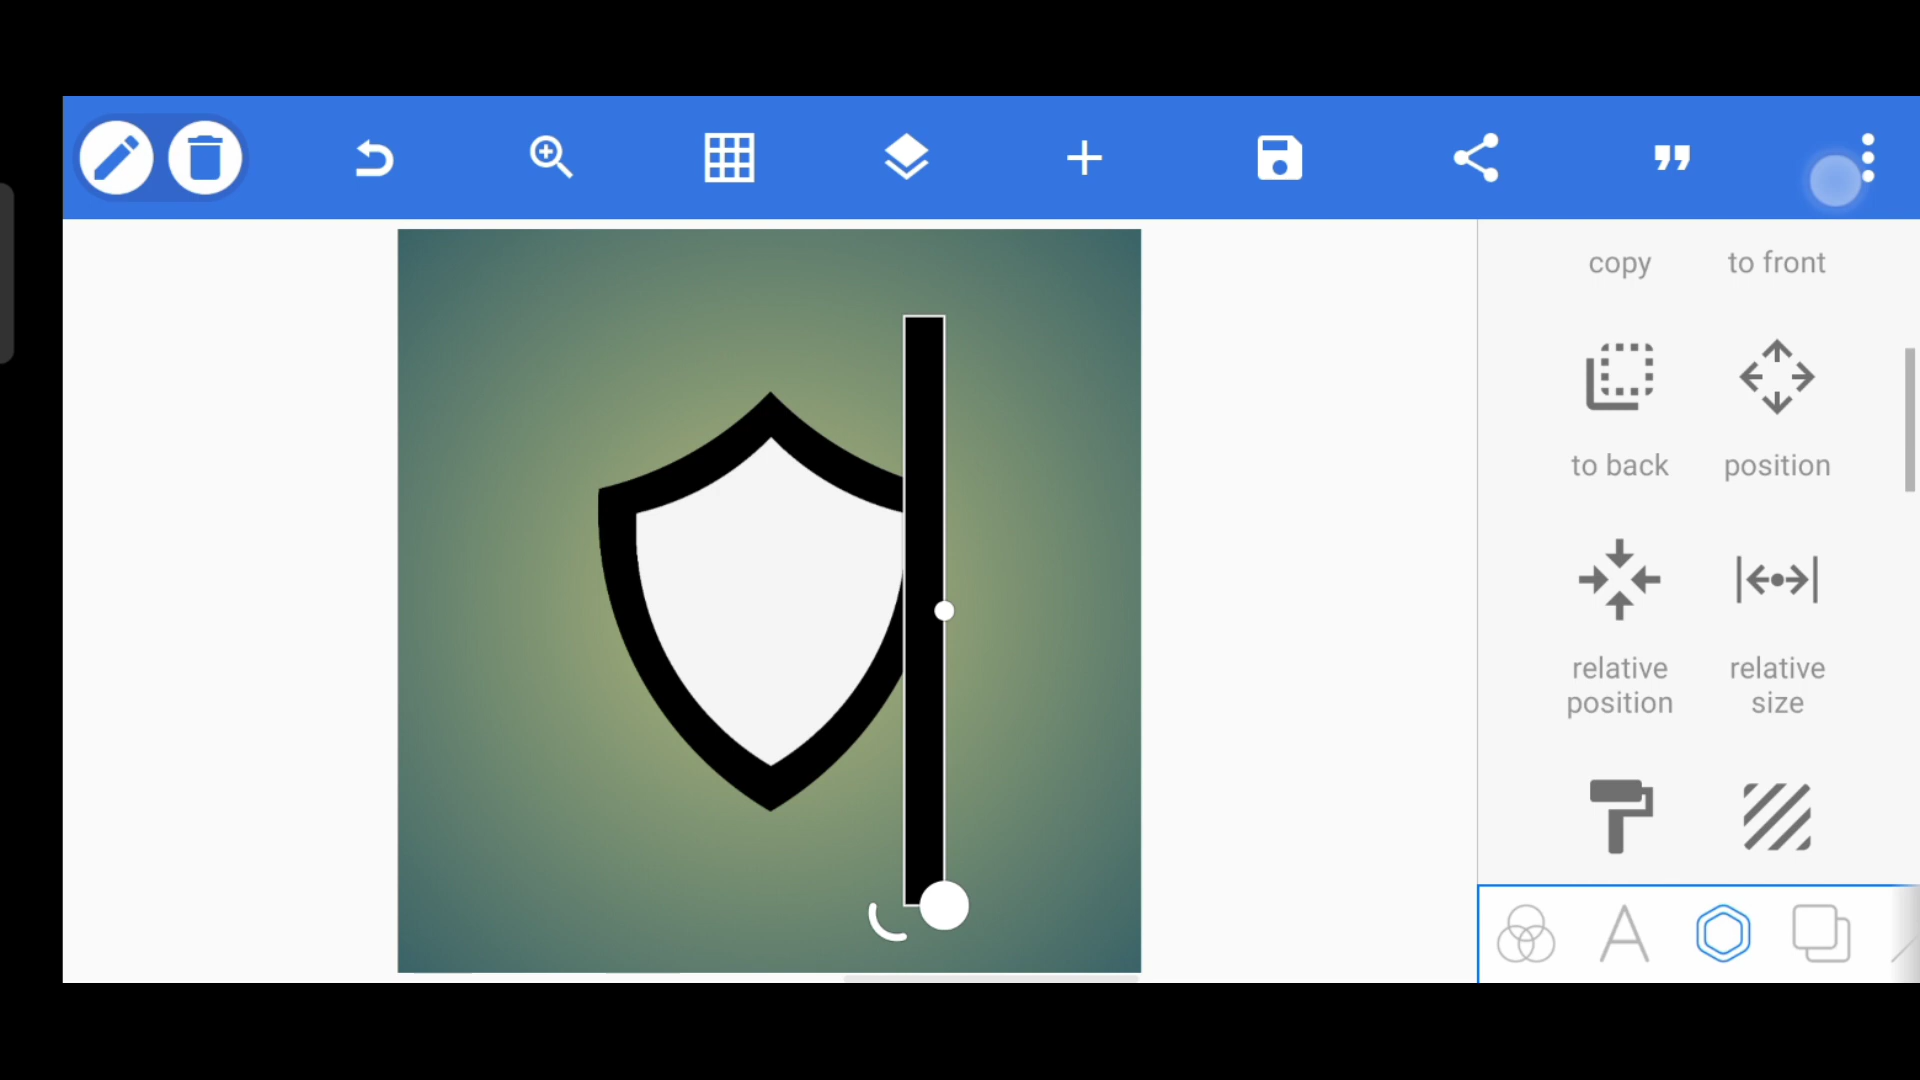 copy
to front
to back
position
relative
position
relative
size